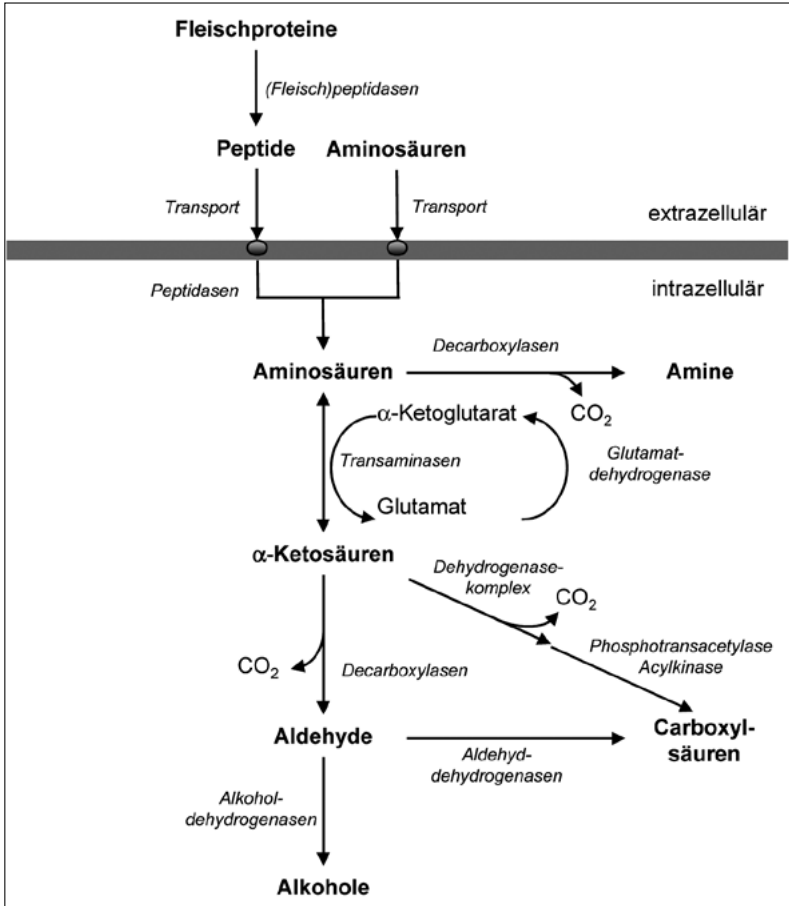 Fleischproteine
(Fleisch)peptidasen
Peptide
Aminosäuren
Transport
Transport
extrazellulär
Peptidasen
intrazellulär
Decarboxylasen
Aminosäuren
Amine
CO2
α-Ketoglutarat
Transaminasen
Glutamat-
dehydrogenase
Glutamat
α-Ketosäuren
Dehydrogenase-
komplex
CO2
Phosphotransacetylase
Acylkinase
CO2
Decarboxylasen
Aldehyde
Carboxyl-
säuren
Aldehyd-
dehydrogenasen
Alkohol-
dehydrogenasen
Alkohole